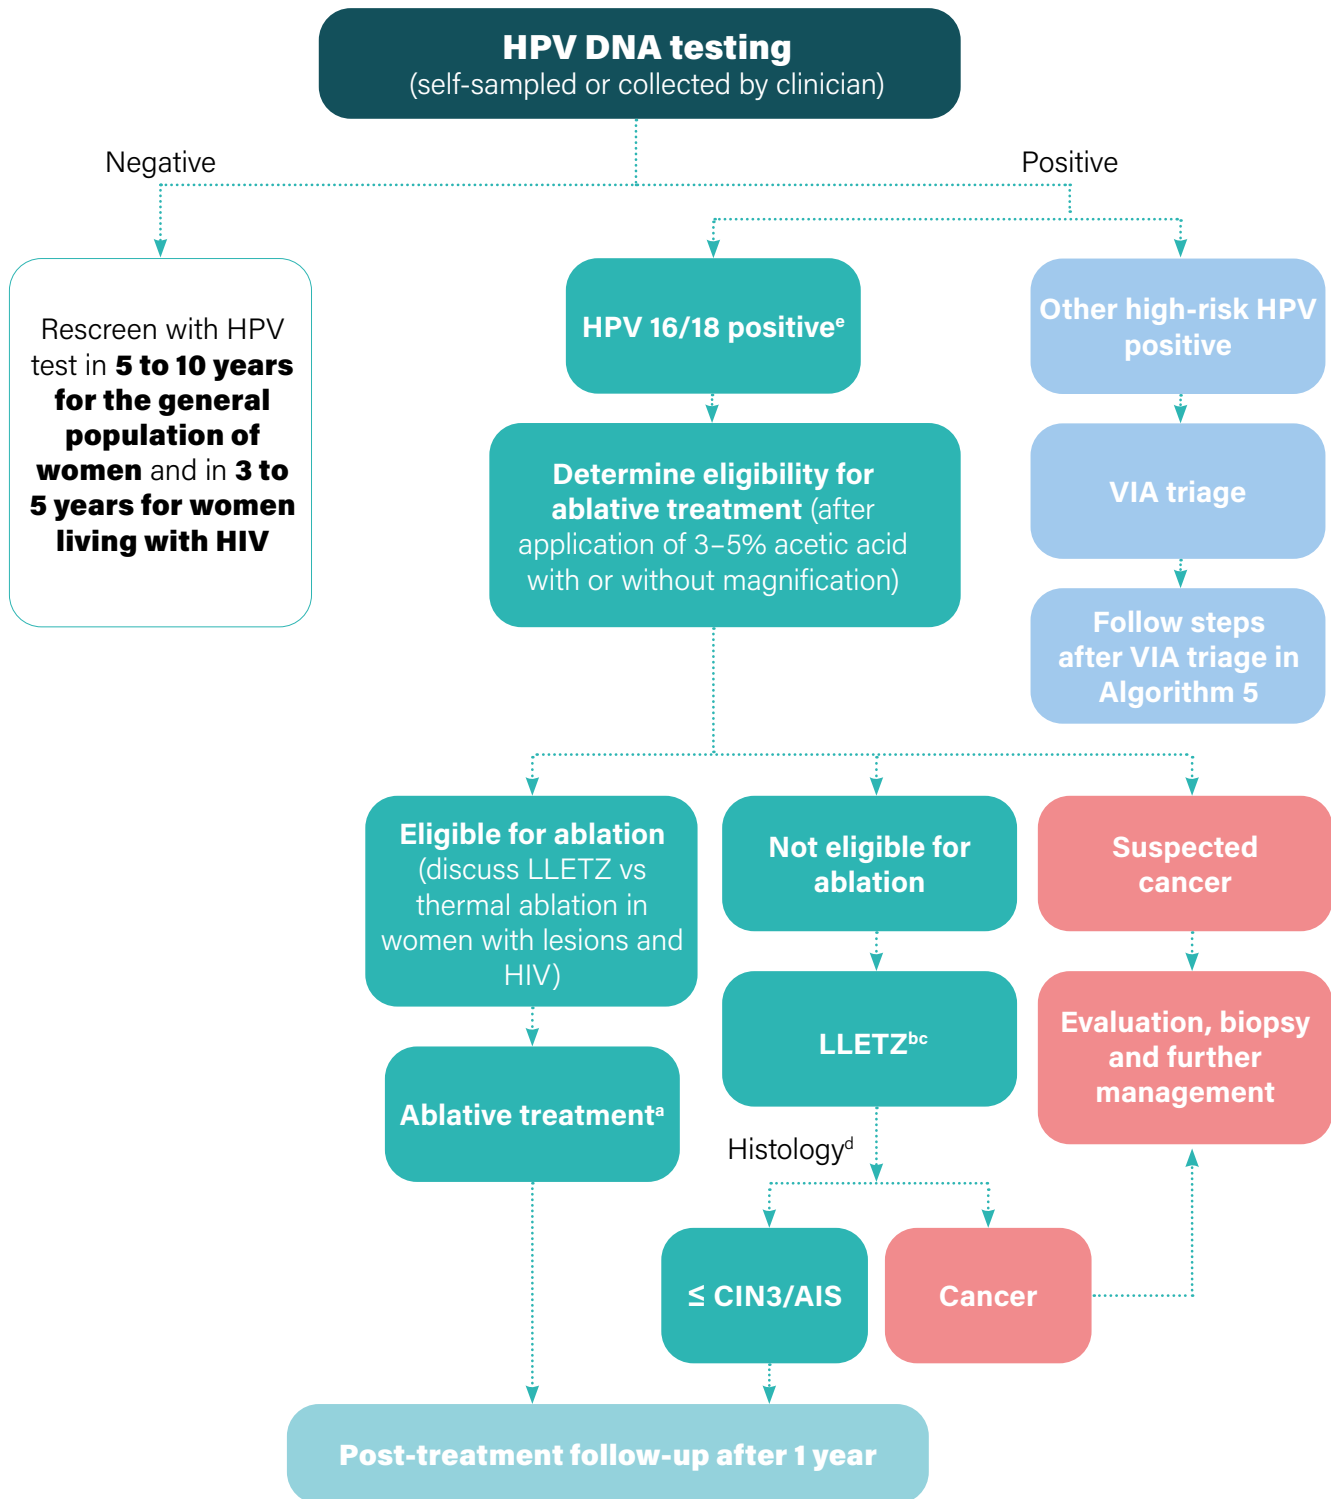 HPV DNA testing
(self-sampled or collected by clinician)
Negative
Positive
Rescreen with HPV
test in 5 to 10 years
for the general
population of
women and in 3 to
5 years for women
living with HIV
HPV 16/18 positiveᵉ
Other high-risk HPV
positive
Determine eligibility for
ablative treatment (after
application of 3–5% acetic acid
with or without magnification)
VIA triage
Follow steps
after VIA triage in
Algorithm 5
Eligible for ablation
(discuss LLETZ vs
thermal ablation in
women with lesions and
HIV)
Not eligible for
ablation
Suspected
cancer
Ablative treatmentᵃ
LLETZᵇᶜ
Evaluation, biopsy
and further
management
Histologyᵈ
≤ CIN3/AIS
Cancer
Post-treatment follow-up after 1 year